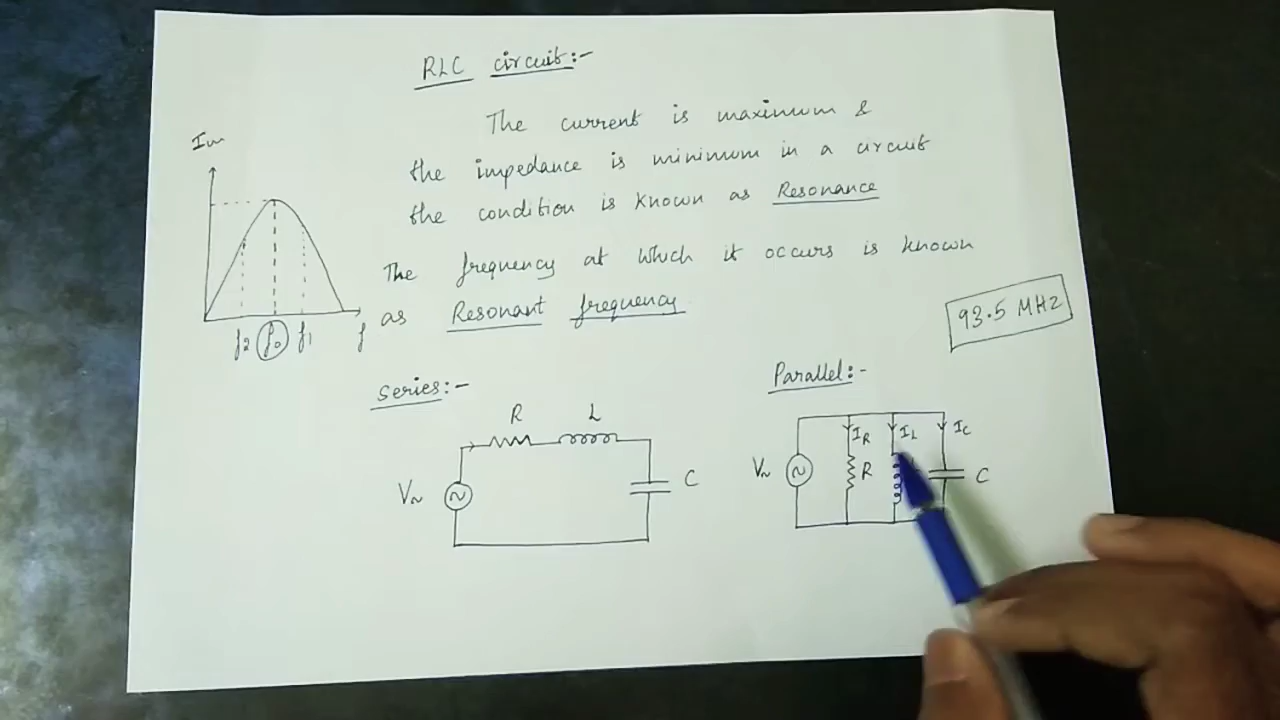 RLC circuit:-
The current is maximum &
the impedance is minimum in a circuit
the condition is known as Resonance
The frequency at which it occurs is known
as Resonant frequency
Im
f2 f0 f1 f
93.5 MHz
Series:-
R L
V~ C
Parallel:-
IR IL IC
V~ R C